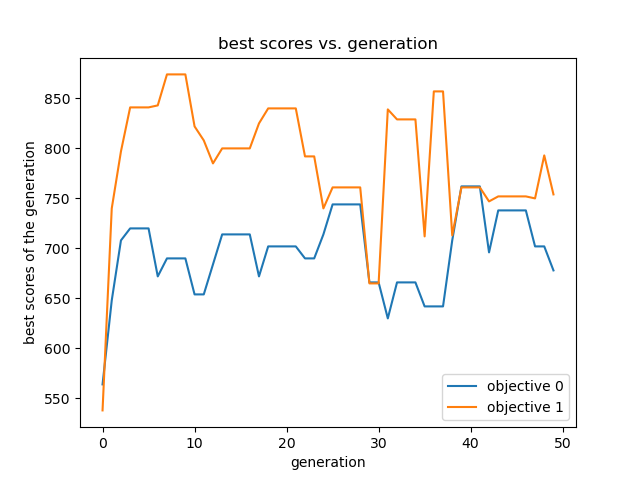 best scores vs. generation
best scores of the generation
850
800
750
700
650
600
550
0 10 20 30 40 50
generation
objective 0
objective 1